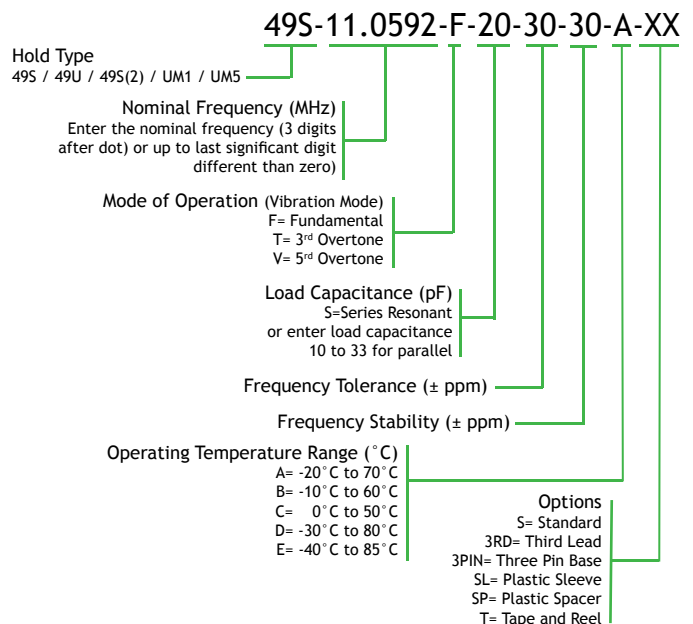 49S-11.0592-F-20-30-30-A-XX
Hold Type
49S / 49U / 49S(2) / UM1 / UM5
Nominal Frequency (MHz)
Enter the nominal frequency (3 digits
after dot) or up to last significant digit
different than zero)
Mode of Operation (Vibration Mode)
F= Fundamental
T= 3rd Overtone
V= 5rd Overtone
Load Capacitance (pF)
S=Series Resonant
or enter load capacitance
10 to 33 for parallel
Frequency Tolerance (± ppm)
Frequency Stability (± ppm)
Operating Temperature Range (°C)
A= -20°C to 70°C
B= -10°C to 60°C
C= 0°C to 50°C
D= -30°C to 80°C
E= -40°C to 85°C
Options
S= Standard
3RD= Third Lead
3PIN= Three Pin Base
SL= Plastic Sleeve
SP= Plastic Spacer
T= Tape and Reel